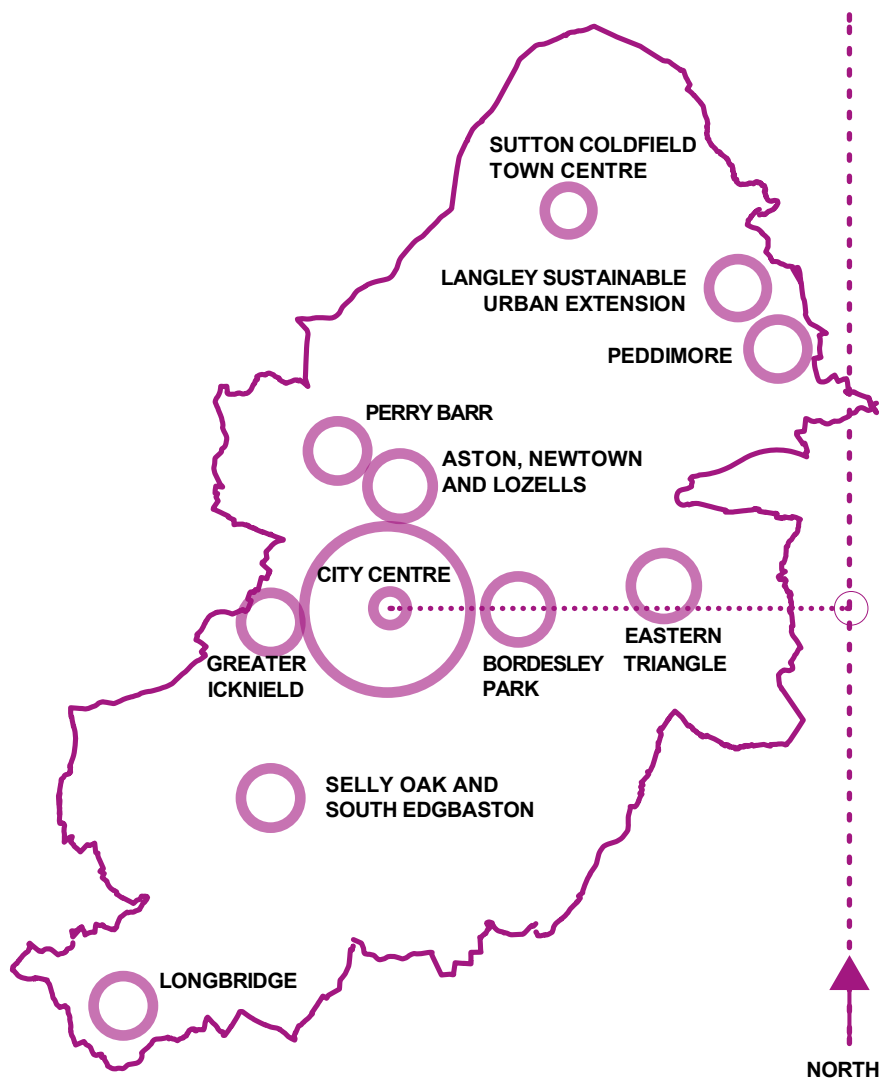 SUTTON COLDFIELD
TOWN CENTRE
LANGLEY SUSTAINABLE
URBAN EXTENSION
PEDDIMORE
PERRY BARR
ASTON, NEWTOWN
AND LOZELLS
CITY CENTRE
GREATER
ICKNIELD
BORDESLEY
PARK
EASTERN
TRIANGLE
SELLY OAK AND
SOUTH EDGBASTON
LONGBRIDGE
NORTH